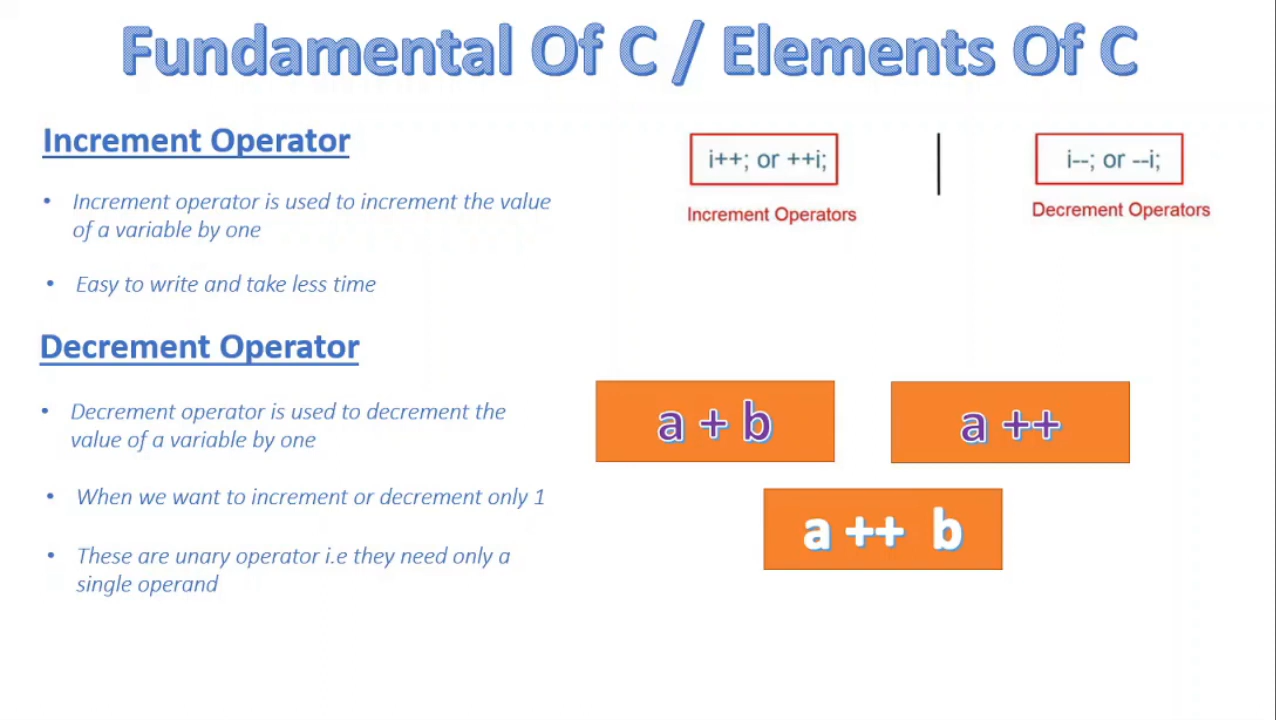 Fundamental Of C / Elements Of C
Increment Operator
• Increment operator is used to increment the value
of a variable by one
• Easy to write and take less time
i++; or ++i;
Increment Operators
i--; or --i;
Decrement Operators
Decrement Operator
• Decrement operator is used to decrement the
value of a variable by one
• When we want to increment or decrement only 1
• These are unary operator i.e they need only a
single operand
a + b
a ++
a ++ b